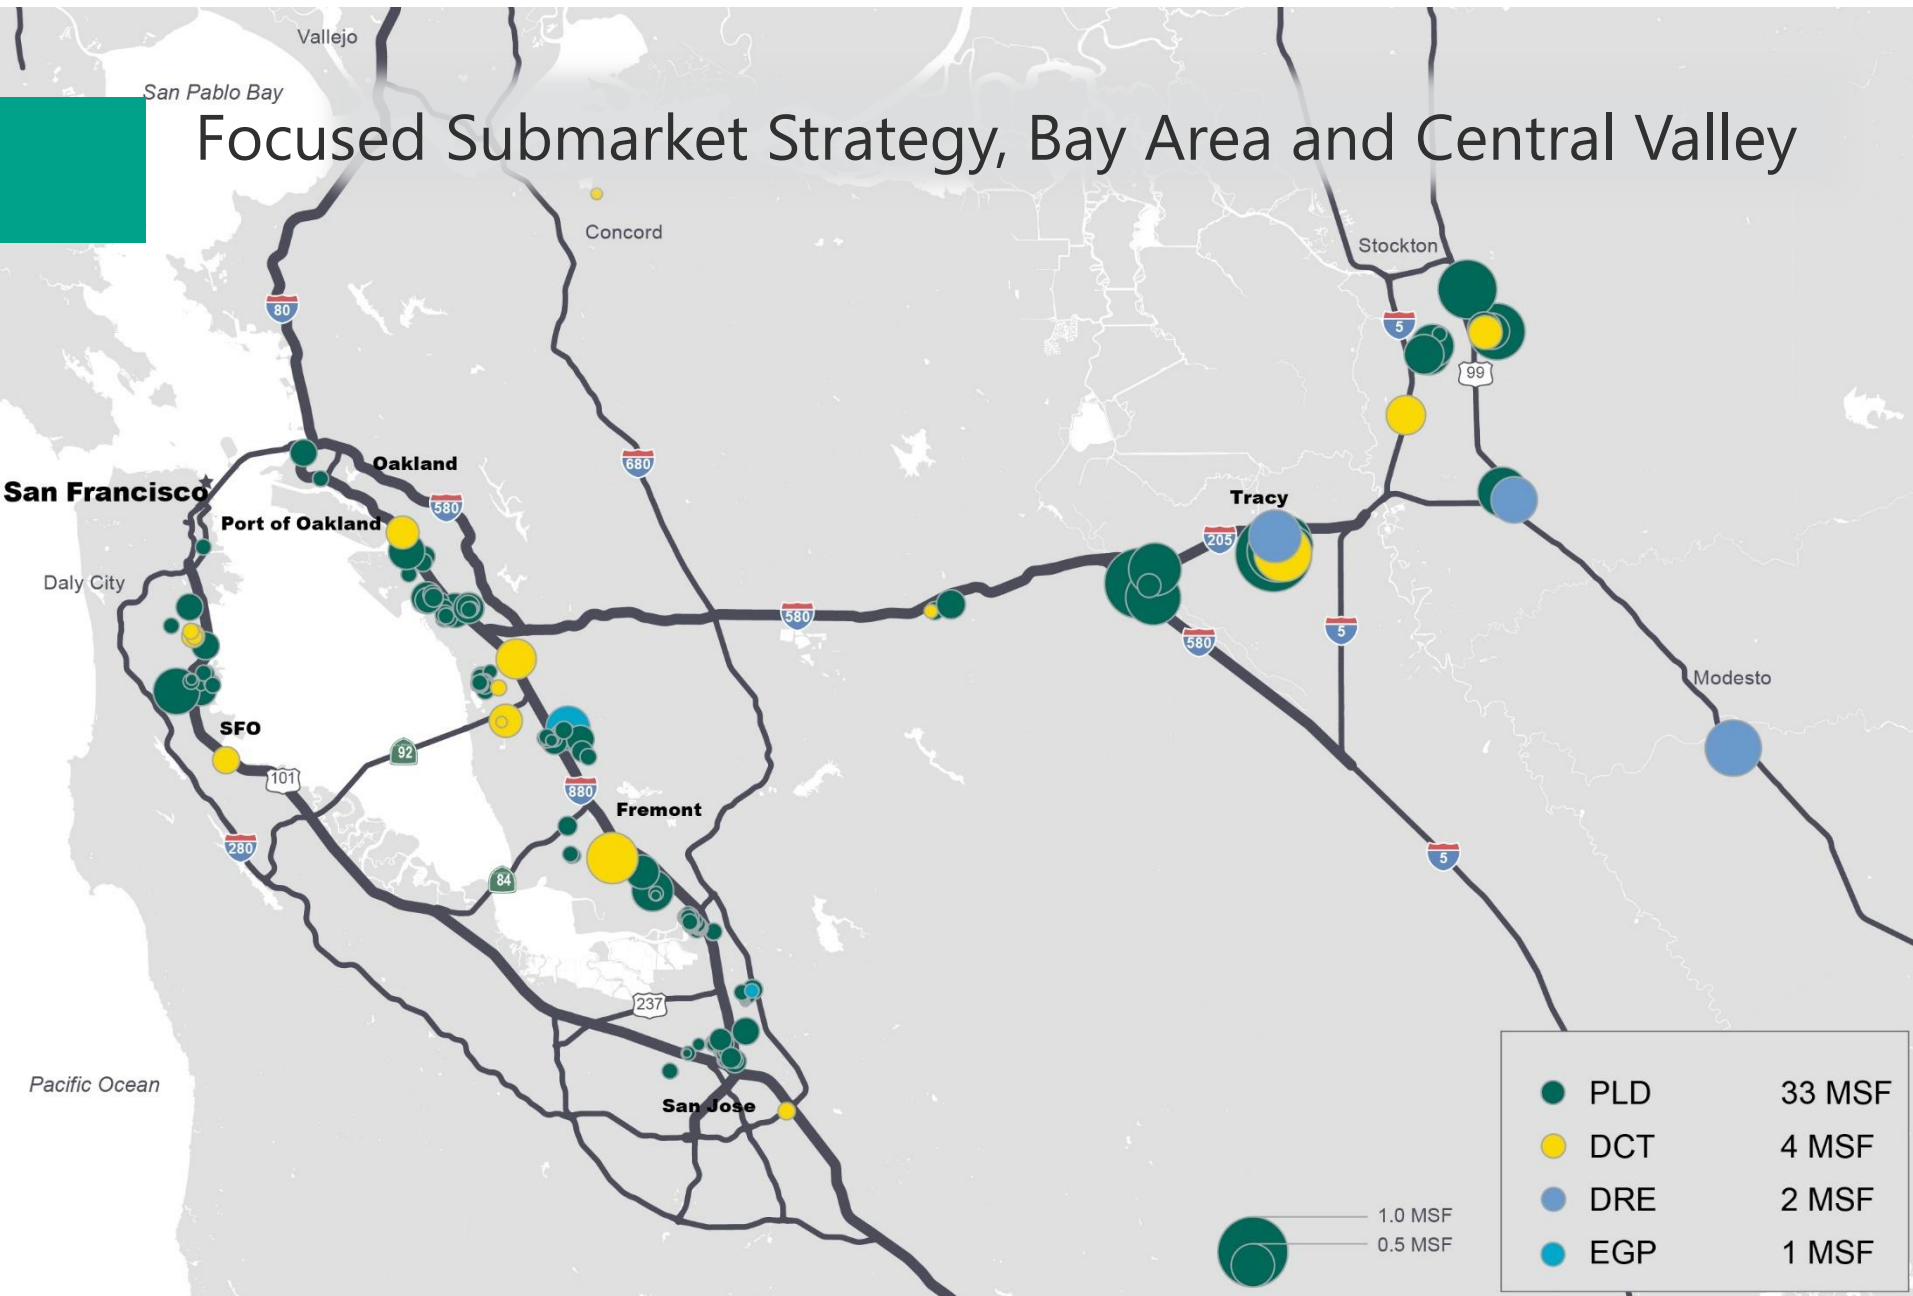 Vallejo
San Pablo Bay
Focused Submarket Strategy, Bay Area and Central Valley
Concord
Stockton
80
5
99
Oakland
680
San Francisco
580
Tracy
Port of Oakland
205
Daly City
580
580
5
Modesto
SFO
92
101
880
Fremont
280
5
84
237
Pacific Ocean
San Jose
PLD 33 MSF
DCT 4 MSF
DRE 2 MSF
EGP 1 MSF
1.0 MSF
0.5 MSF